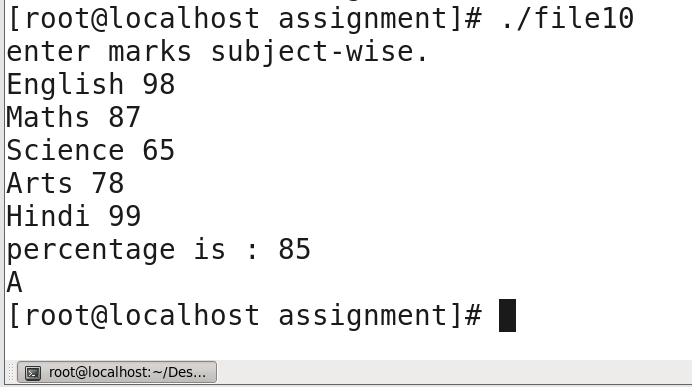 [root@localhost assignment]# ./file10
enter marks subject-wise.
English 98
Maths 87
Science 65
Arts 78
Hindi 99
percentage is : 85
A
[root@localhost assignment]#
root@localhost:~/Des...